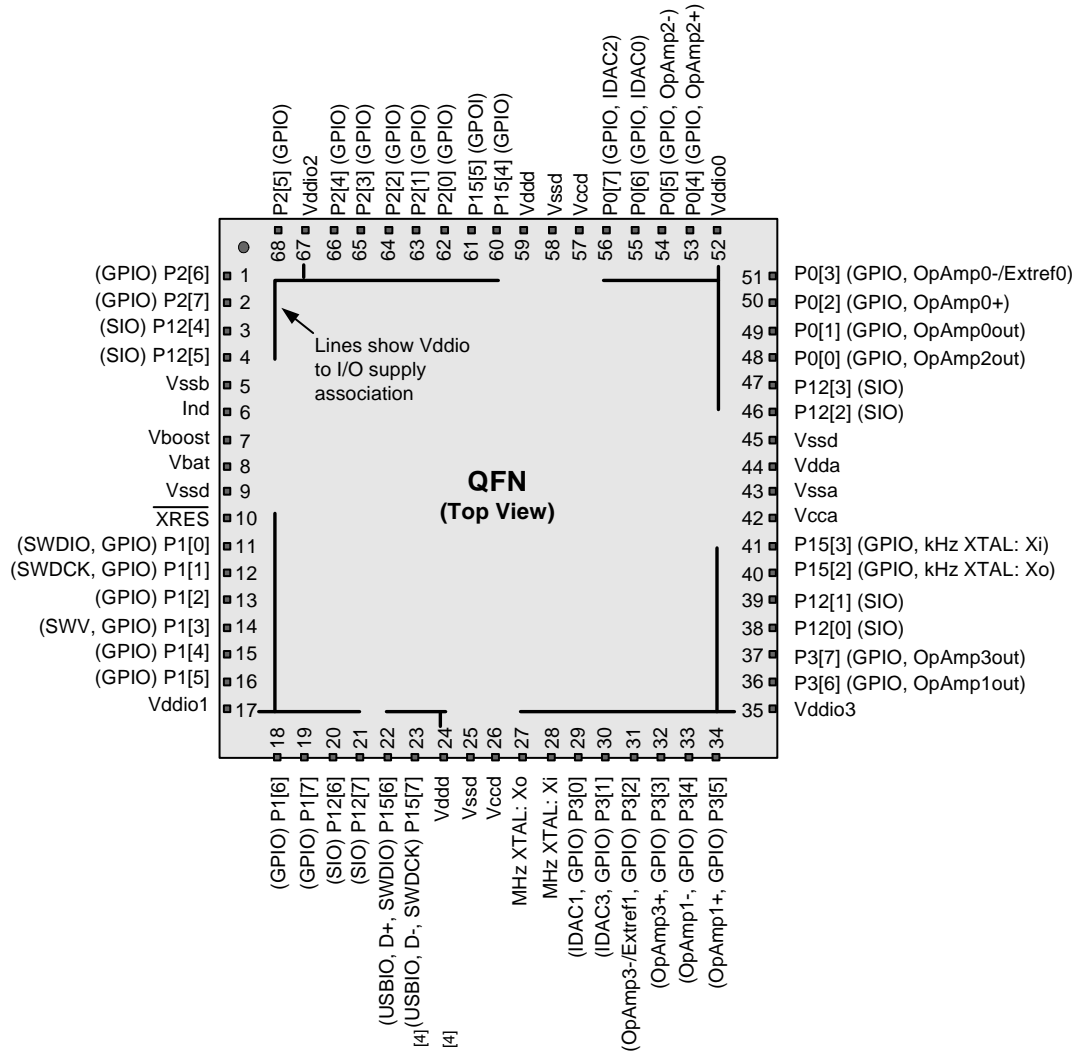 P2[5] (GPIO)
Vddio2
P2[4] (GPIO)
P2[3] (GPIO)
P2[2] (GPIO)
P2[1] (GPIO)
P2[0] (GPIO)
P15[5] (GPOI)
P15[4] (GPIO)
Vddd
Vssd
Vccd
P0[7] (GPIO, IDAC2)
P0[6] (GPIO, IDAC0)
P0[5] (GPIO, OpAmp2-)
P0[4] (GPIO, OpAmp2+)
Vddio0
68
67
66
65
64
63
62
61
60
59
58
57
56
55
54
53
52
(GPIO) P2[6] 1
(GPIO) P2[7] 2
(SIO) P12[4] 3
(SIO) P12[5] 4
Vssb 5
Ind 6
Vboost 7
Vbat 8
Vssd 9
XRES 10
(SWDIO, GPIO) P1[0] 11
(SWDCK, GPIO) P1[1] 12
(GPIO) P1[2] 13
(SWV, GPIO) P1[3] 14
(GPIO) P1[4] 15
(GPIO) P1[5] 16
Vddio1 17
Lines show Vddio
to I/O supply
association
QFN
(Top View)
51 P0[3] (GPIO, OpAmp0-/Extref0)
50 P0[2] (GPIO, OpAmp0+)
49 P0[1] (GPIO, OpAmp0out)
48 P0[0] (GPIO, OpAmp2out)
47 P12[3] (SIO)
46 P12[2] (SIO)
45 Vssd
44 Vdda
43 Vssa
42 Vcca
41 P15[3] (GPIO, kHz XTAL: Xi)
40 P15[2] (GPIO, kHz XTAL: Xo)
39 P12[1] (SIO)
38 P12[0] (SIO)
37 P3[7] (GPIO, OpAmp3out)
36 P3[6] (GPIO, OpAmp1out)
35 Vddio3
18
19
20
21
22
23
24
25
26
27
28
29
30
31
32
33
34
(GPIO) P1[6]
(GPIO) P1[7]
(SIO) P12[6]
(SIO) P12[7]
(USBIO, D+, SWDIO) P15[6]
(USBIO, D-, SWDCK) P15[7]
Vddd
Vssd
Vccd
MHz XTAL: Xo
MHz XTAL: Xi
(IDAC1, GPIO) P3[0]
(IDAC3, GPIO) P3[1]
(OpAmp3-/Extref1, GPIO) P3[2]
(OpAmp3+, GPIO) P3[3]
(OpAmp1-, GPIO) P3[4]
(OpAmp1+, GPIO) P3[5]
[4]
[4]